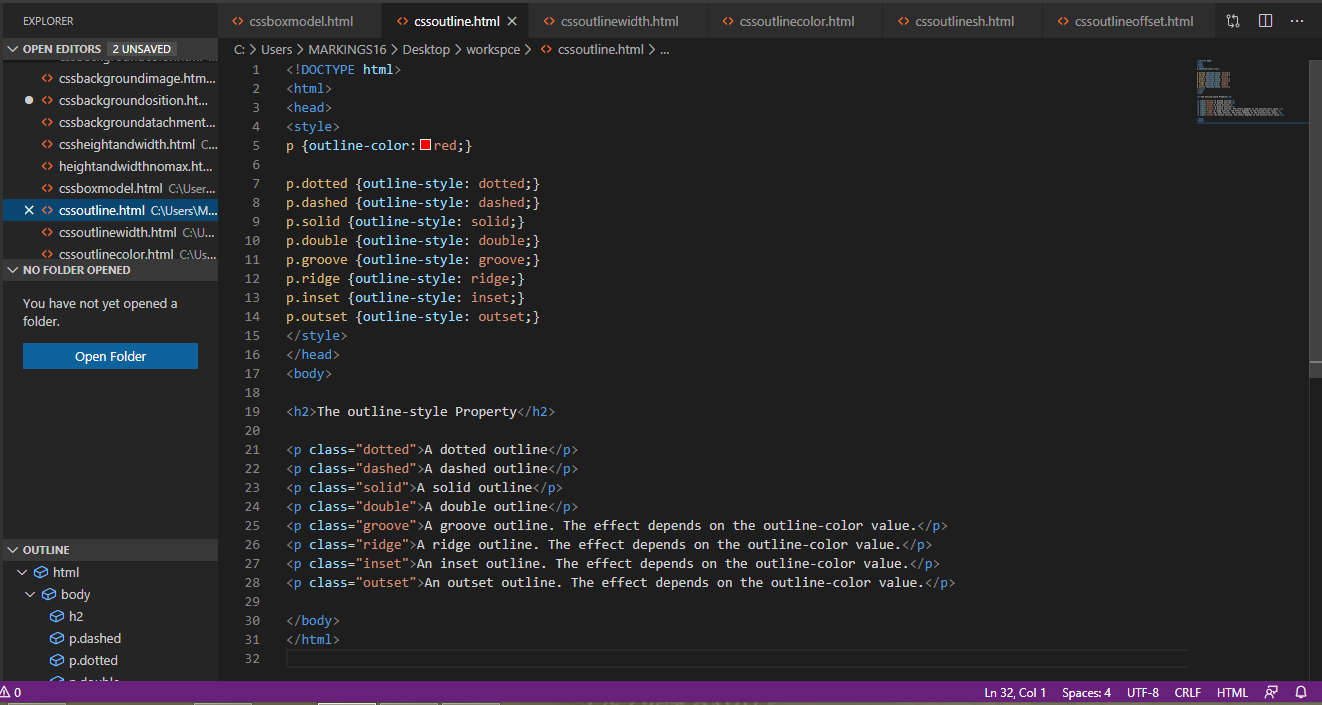 EXPLORER
OPEN EDITORS 2 UNSAVED
cssbackgroundimage.htm...
cssbackgroundosition.ht...
cssbackgroundatachment...
cssheightandwidth.html C...
heightandwidthnomax.ht...
cssboxmodel.html C:\User...
cssoutline.html C:\Users\M...
cssoutlinewidth.html C:\U...
cssoutlinecolor.html C:\Us...
NO FOLDER OPENED
You have not yet opened a
folder.
Open Folder
OUTLINE
html
body
h2
p.dashed
p.dotted
cssboxmodel.html cssoutline.html cssoutlinewidth.html cssoutlinecolor.html cssoutlinesh.html cssoutlineoffset.html
C: > Users > MARKINGS16 > Desktop > workspce > cssoutline.html > ...
1 <!DOCTYPE html>
2 <html>
3 <head>
4 <style>
5 p {outline-color: red;}
6
7 p.dotted {outline-style: dotted;}
8 p.dashed {outline-style: dashed;}
9 p.solid {outline-style: solid;}
10 p.double {outline-style: double;}
11 p.groove {outline-style: groove;}
12 p.ridge {outline-style: ridge;}
13 p.inset {outline-style: inset;}
14 p.outset {outline-style: outset;}
15 </style>
16 </head>
17 <body>
18
19 <h2>The outline-style Property</h2>
20
21 <p class="dotted">A dotted outline</p>
22 <p class="dashed">A dashed outline</p>
23 <p class="solid">A solid outline</p>
24 <p class="double">A double outline</p>
25 <p class="groove">A groove outline. The effect depends on the outline-color value.</p>
26 <p class="ridge">A ridge outline. The effect depends on the outline-color value.</p>
27 <p class="inset">An inset outline. The effect depends on the outline-color value.</p>
28 <p class="outset">An outset outline. The effect depends on the outline-color value.</p>
29
30 </body>
31 </html>
32
0 Ln 32, Col 1 Spaces: 4 UTF-8 CRLF HTML